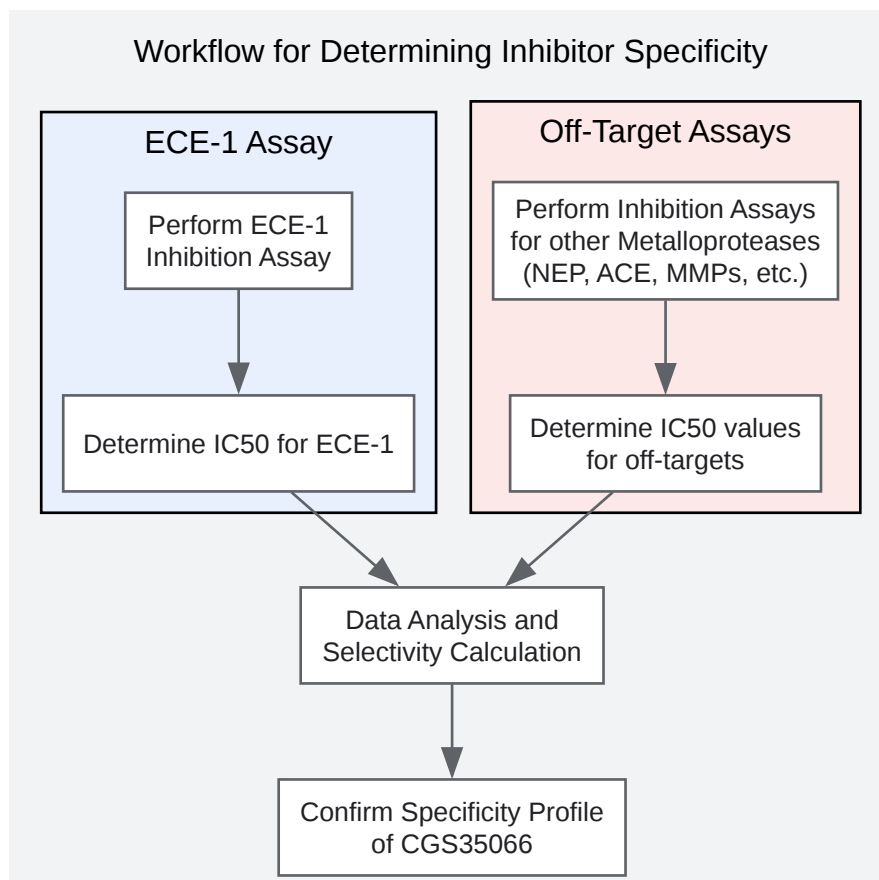 Workflow for Determining Inhibitor Specificity
ECE-1 Assay
Perform ECE-1
Inhibition Assay
Determine IC50 for ECE-1
Off-Target Assays
Perform Inhibition Assays
for other Metalloproteases
(NEP, ACE, MMPs, etc.)
Determine IC50 values
for off-targets
Data Analysis and
Selectivity Calculation
Confirm Specificity Profile
of CGS35066